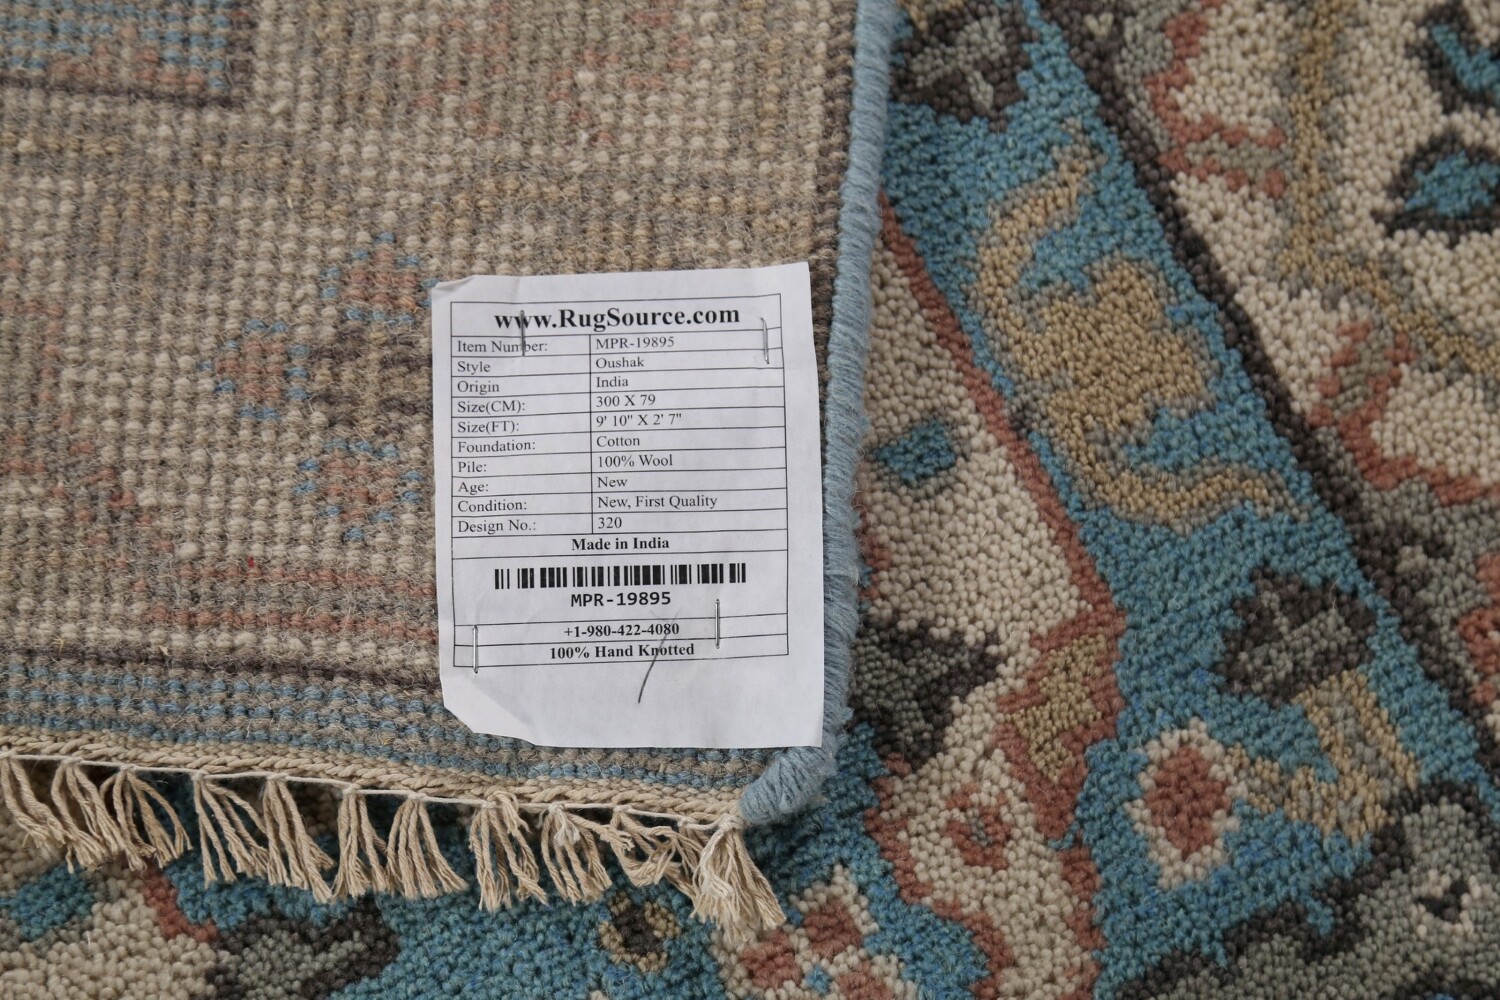 www.RugSource.com
Item Number: MPR-19895
Style Oushak
Origin India
Size(CM): 300 X 79
Size(FT): 9' 10" X 2' 7"
Foundation: Cotton
Pile: 100% Wool
Age: New
Condition: New, First Quality
Design No.: 320
Made in India
MPR-19895
+1-980-422-4080
100% Hand Knotted